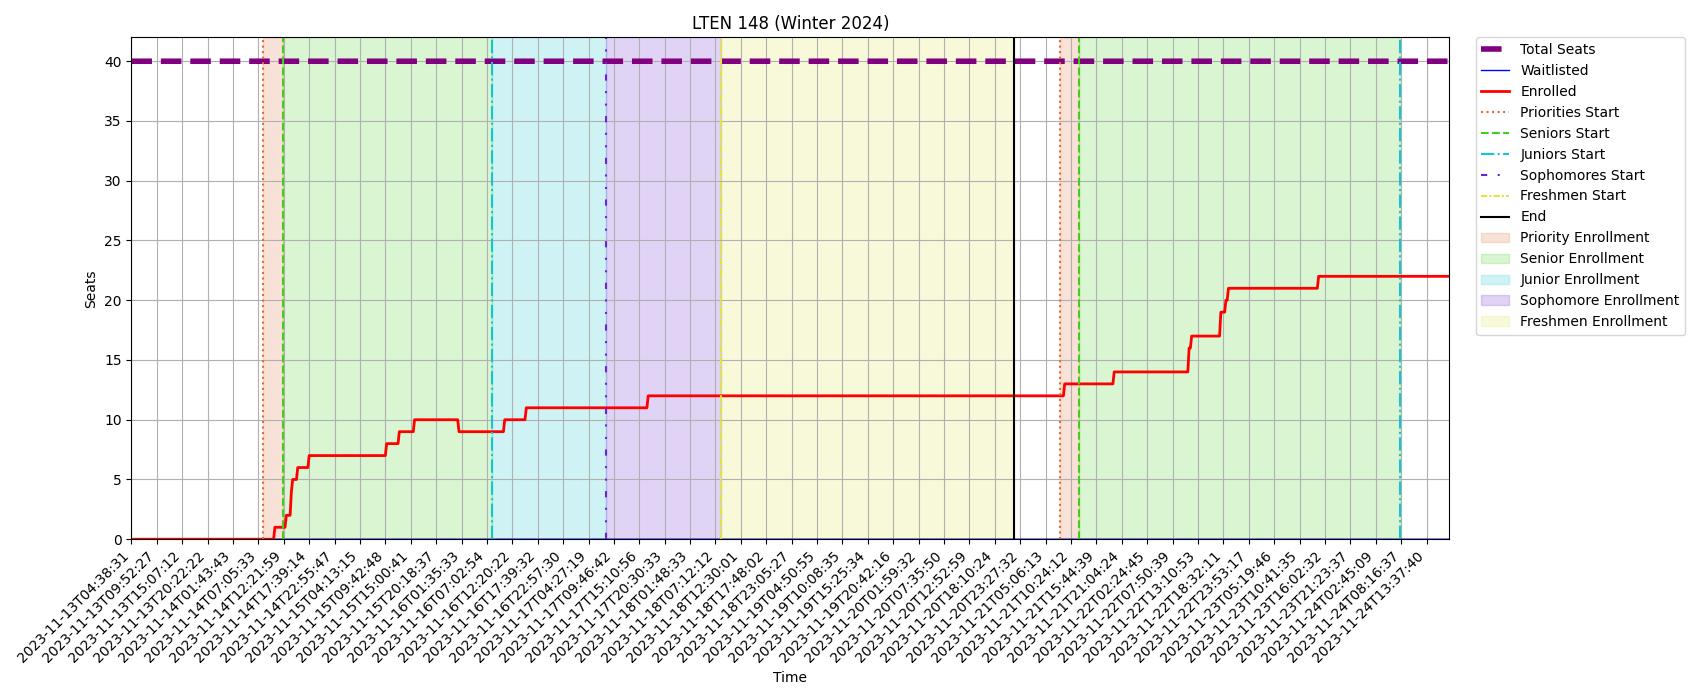 LTEN 148 (Winter 2024)
Seats
40
35
30
25
20
15
10
5
0
2023-11-13T04:38:31
2023-11-13T09:52:27
2023-11-13T15:07:12
2023-11-13T20:22:22
2023-11-14T01:43:43
2023-11-14T07:05:33
2023-11-14T12:21:59
2023-11-14T17:39:14
2023-11-14T22:55:47
2023-11-15T04:13:15
2023-11-15T09:42:48
2023-11-15T15:00:41
2023-11-15T20:18:37
2023-11-16T01:35:33
2023-11-16T07:02:54
2023-11-16T12:20:22
2023-11-16T17:39:32
2023-11-16T22:57:30
2023-11-17T04:27:19
2023-11-17T09:46:42
2023-11-17T15:10:56
2023-11-17T20:30:33
2023-11-18T01:48:33
2023-11-18T07:12:12
2023-11-18T12:30:01
2023-11-18T17:48:02
2023-11-18T23:05:27
2023-11-19T04:50:55
2023-11-19T10:08:35
2023-11-19T15:25:34
2023-11-19T20:42:16
2023-11-20T01:59:32
2023-11-20T07:35:50
2023-11-20T12:52:59
2023-11-20T18:10:24
2023-11-20T23:27:32
2023-11-21T05:06:13
2023-11-21T10:24:12
2023-11-21T15:44:39
2023-11-21T21:04:24
2023-11-22T02:24:45
2023-11-22T07:50:39
2023-11-22T13:10:53
2023-11-22T18:32:11
2023-11-22T23:53:17
2023-11-23T05:19:46
2023-11-23T10:41:35
2023-11-23T16:02:32
2023-11-23T21:23:37
2023-11-24T02:45:09
2023-11-24T08:16:37
2023-11-24T13:37:40
Time
Total Seats
Waitlisted
Enrolled
Priorities Start
Seniors Start
Juniors Start
Sophomores Start
Freshmen Start
End
Priority Enrollment
Senior Enrollment
Junior Enrollment
Sophomore Enrollment
Freshmen Enrollment